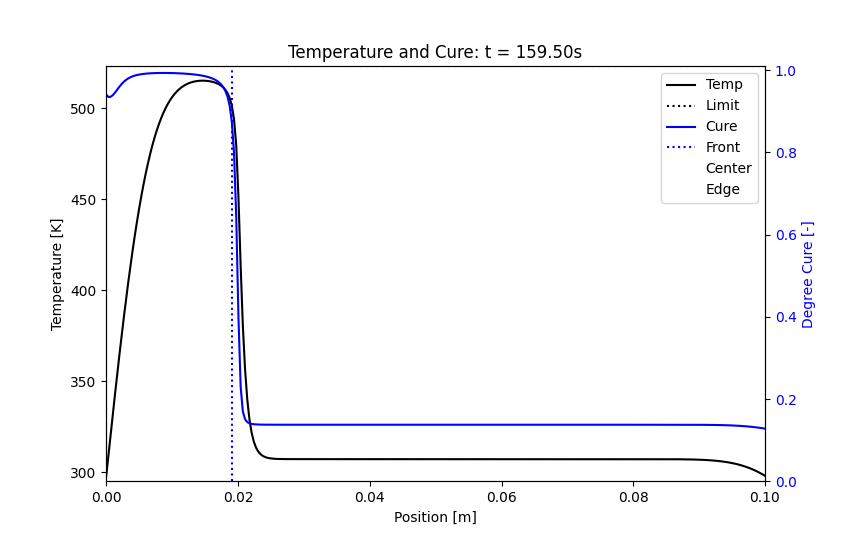 Temperature and Cure: t = 159.50s
Temperature [K]
500
450
400
350
300
Temp
Limit
Cure
Front
Center
Edge
1.0
0.8
0.6
0.4
0.2
0.0
Degree Cure [-]
0.00
0.02
0.04
0.06
0.08
0.10
Position [m]